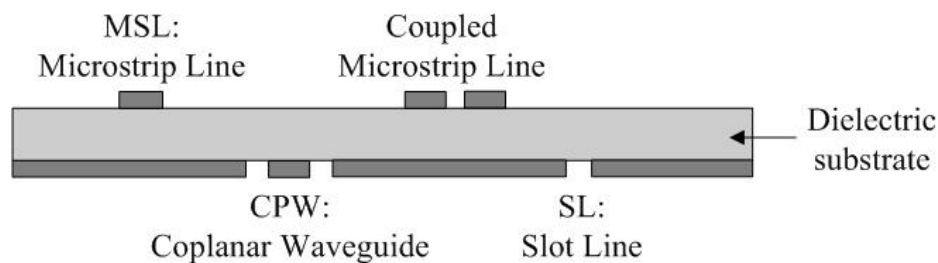 MSL:
Microstrip Line
Coupled
Microstrip Line
Dielectric
substrate
CPW:
Coplanar Waveguide
SL:
Slot Line